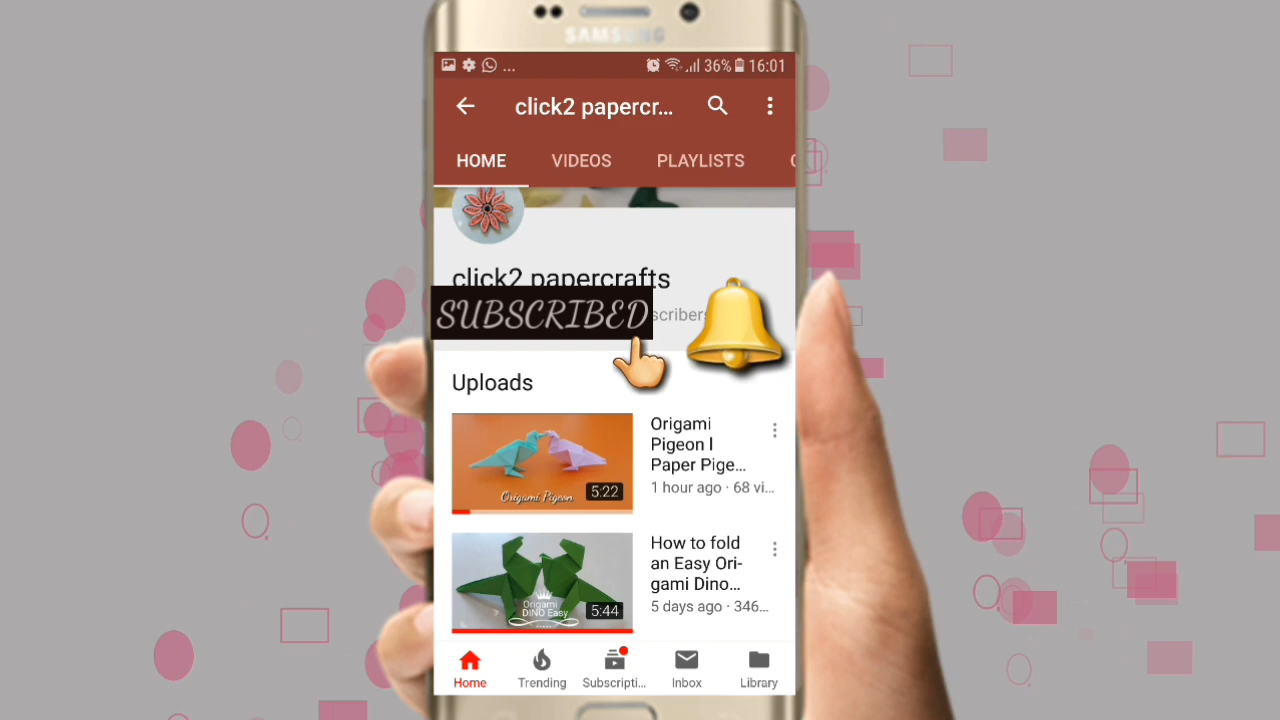 SAMSUNG
... 36% 16:01
click2 papercr...
HOME VIDEOS PLAYLISTS
click2 papercrafts
SUBSCRIBED scribers
Uploads
Origami
Pigeon l
Paper Pige...
1 hour ago · 68 vi...
Origami Pigeon 5:22
How to fold
an Easy Ori-
gami Dino...
5 days ago · 346...
Origami
DINO Easy
5:44
Home Trending Subscripti... Inbox Library